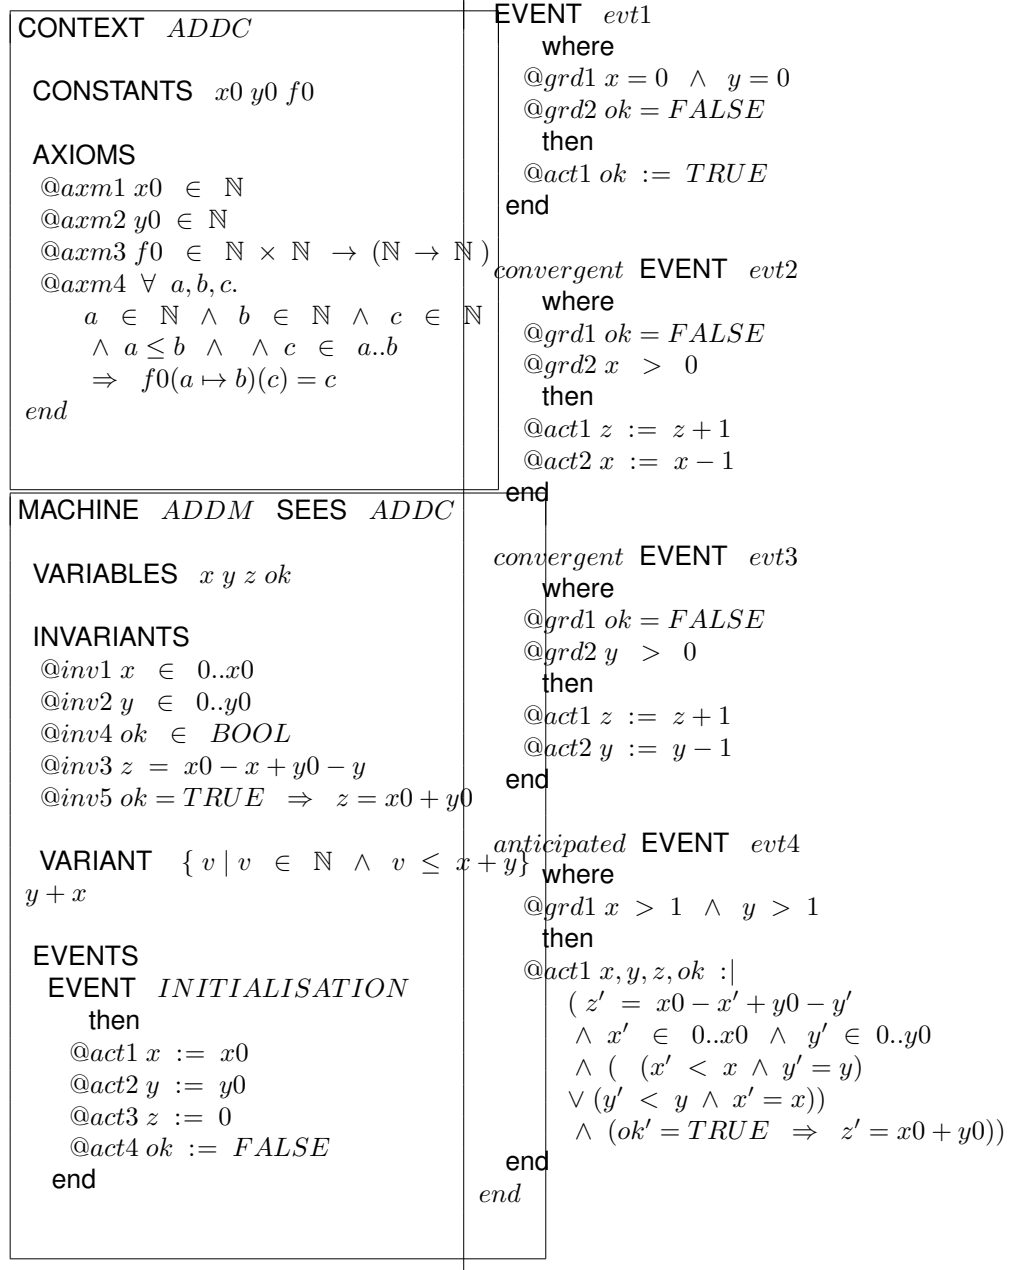 CONTEXT ADDC
CONSTANTS x0 y0 f0
AXIOMS
@axm1 x0 ∈ ℕ
@axm2 y0 ∈ ℕ
@axm3 f0 ∈ ℕ × ℕ → (ℕ → ℕ )
@axm4 ∀ a, b, c.
a ∈ ℕ ∧ b ∈ ℕ ∧ c ∈ ℕ
∧ a ≤ b ∧ ∧ c ∈ a..b
⇒ f0(a ↦ b)(c) = c
end
MACHINE ADDM SEES ADDC
VARIABLES x y z ok
INVARIANTS
@inv1 x ∈ 0..x0
@inv2 y ∈ 0..y0
@inv4 ok ∈ BOOL
@inv3 z = x0 − x + y0 − y
@inv5 ok = TRUE ⇒ z = x0 + y0
VARIANT { v | v ∈ ℕ ∧ v ≤ x + y}
y + x
EVENTS
EVENT INITIALISATION
then
@act1 x := x0
@act2 y := y0
@act3 z := 0
@act4 ok := FALSE
end
EVENT evt1
where
@grd1 x = 0 ∧ y = 0
@grd2 ok = FALSE
then
@act1 ok := TRUE
end
convergent EVENT evt2
where
@grd1 ok = FALSE
@grd2 x > 0
then
@act1 z := z + 1
@act2 x := x − 1
end
convergent EVENT evt3
where
@grd1 ok = FALSE
@grd2 y > 0
then
@act1 z := z + 1
@act2 y := y − 1
end
anticipated EVENT evt4
where
@grd1 x > 1 ∧ y > 1
then
@act1 x, y, z, ok :|
( z′ = x0 − x′ + y0 − y′
∧ x′ ∈ 0..x0 ∧ y′ ∈ 0..y0
∧ ( (x′ < x ∧ y′ = y)
∨ (y′ < y ∧ x′ = x))
∧ (ok′ = TRUE ⇒ z′ = x0 + y0))
end
end